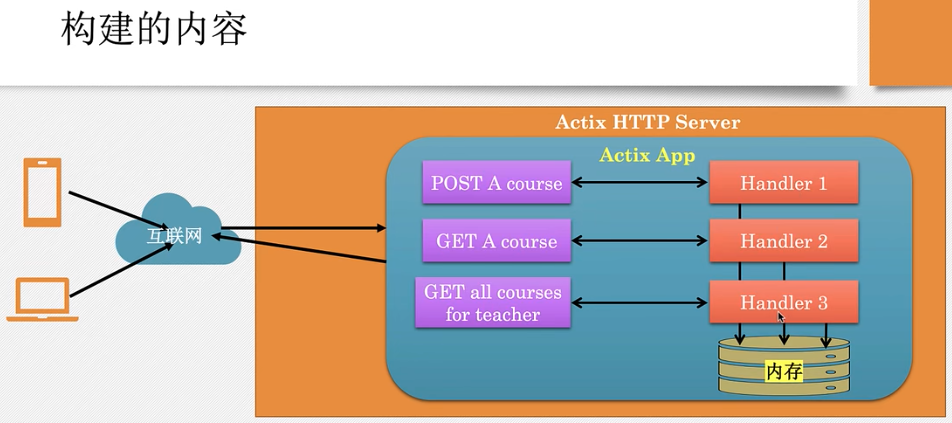 构建的内容
Actix HTTP Server
Actix App
POST A course
Handler 1
互联网
GET A course
Handler 2
GET all courses
for teacher
Handler 3
内存